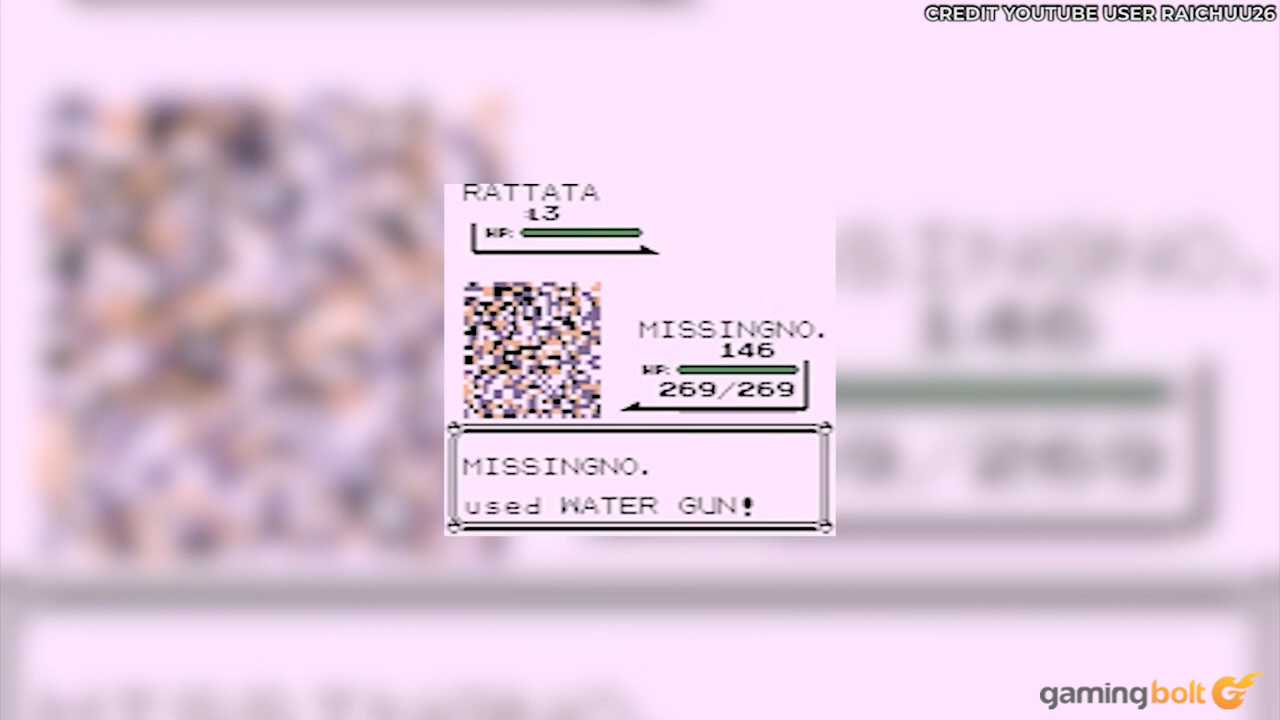 CREDIT YOUTUBE USER RAICHUU26
RATTATA
:13
HP:
MISSINGNO.
146
HP:
269/269
MISSINGNO.
used WATER GUN!
gamingbolt